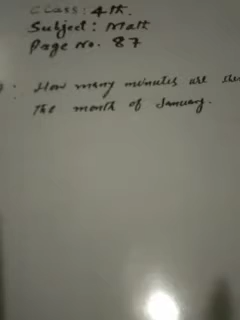 Class: 4th.
Subject: Math
Page No. 87
: How many minutes are
The month of January.